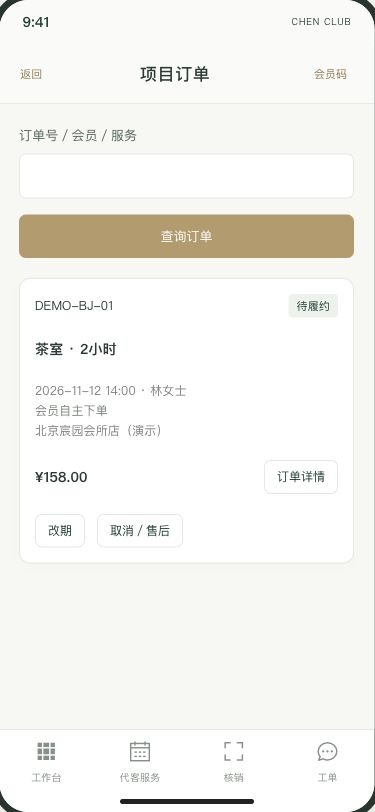 9:41
CHEN CLUB
返回
项目订单
会员码
订单号 / 会员 / 服务
查询订单
DEMO-BJ-01
待履约
茶室 · 2小时
2026-11-12 14:00 · 林女士
会员自主下单
北京宸园会所店（演示）
¥158.00
订单详情
改期
取消 / 售后
工作台
代客服务
核销
工单